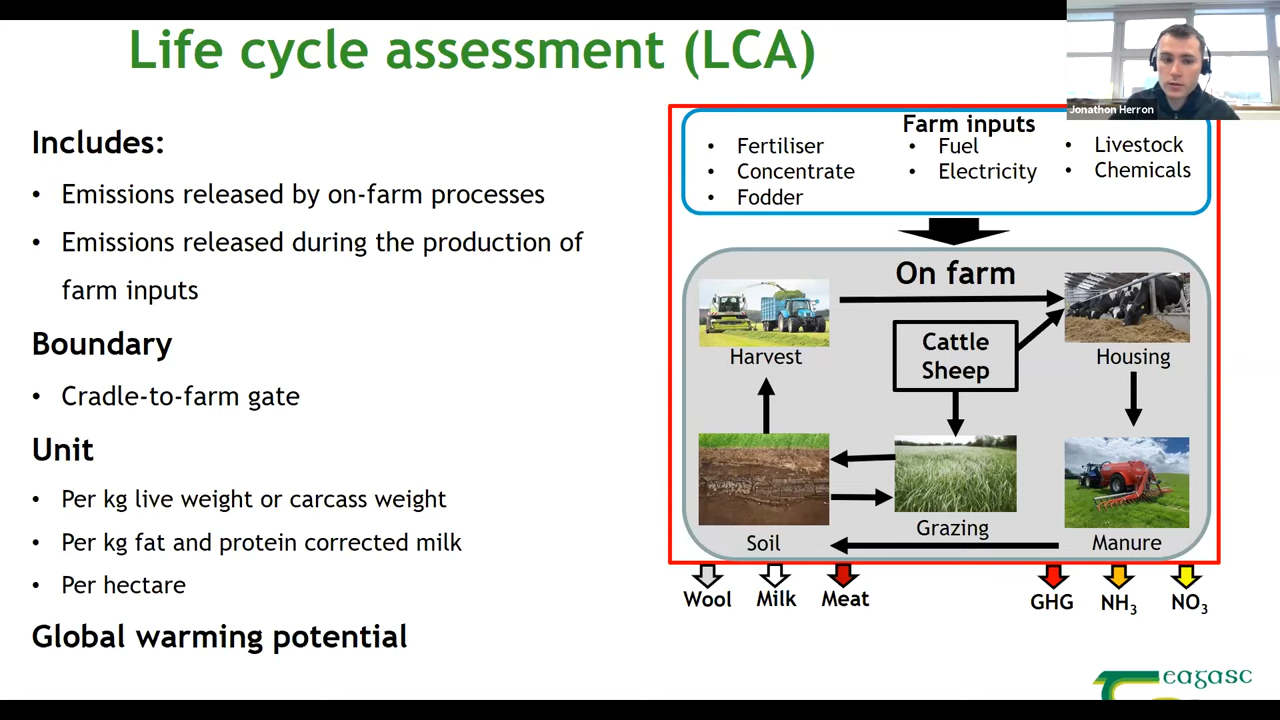 Life cycle assessment (LCA)
Jonathon Herron
Includes:
• Emissions released by on-farm processes
• Emissions released during the production of
farm inputs
Boundary
• Cradle-to-farm gate
Unit
• Per kg live weight or carcass weight
• Per kg fat and protein corrected milk
• Per hectare
Global warming potential
Farm inputs
• Fertiliser
• Concentrate
• Fodder
• Fuel
• Electricity
• Livestock
• Chemicals
On farm
Harvest
Cattle
Sheep
Housing
Soil
Grazing
Manure
Wool
Milk
Meat
GHG
NH3
NO3
Teagasc